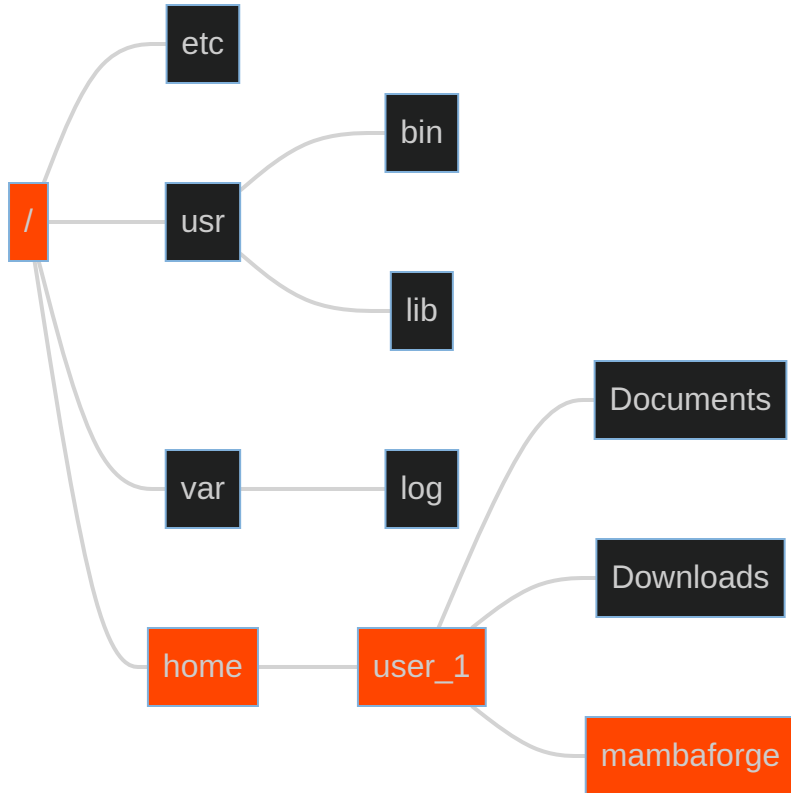 etc
bin
/
usr
lib
Documents
var
log
Downloads
home
user_1
mambaforge